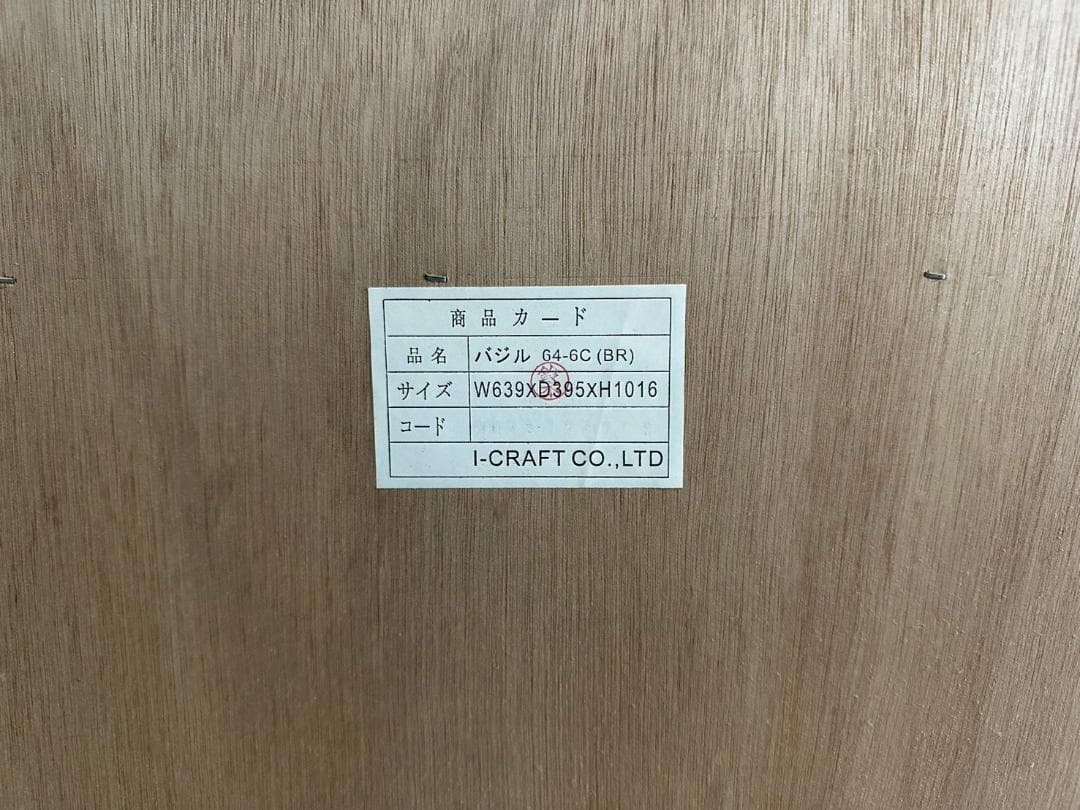 商品カード
品名 バジル 64-6C (BR)
サイズ W639XD395XH1016
コード
I-CRAFT CO.,LTD